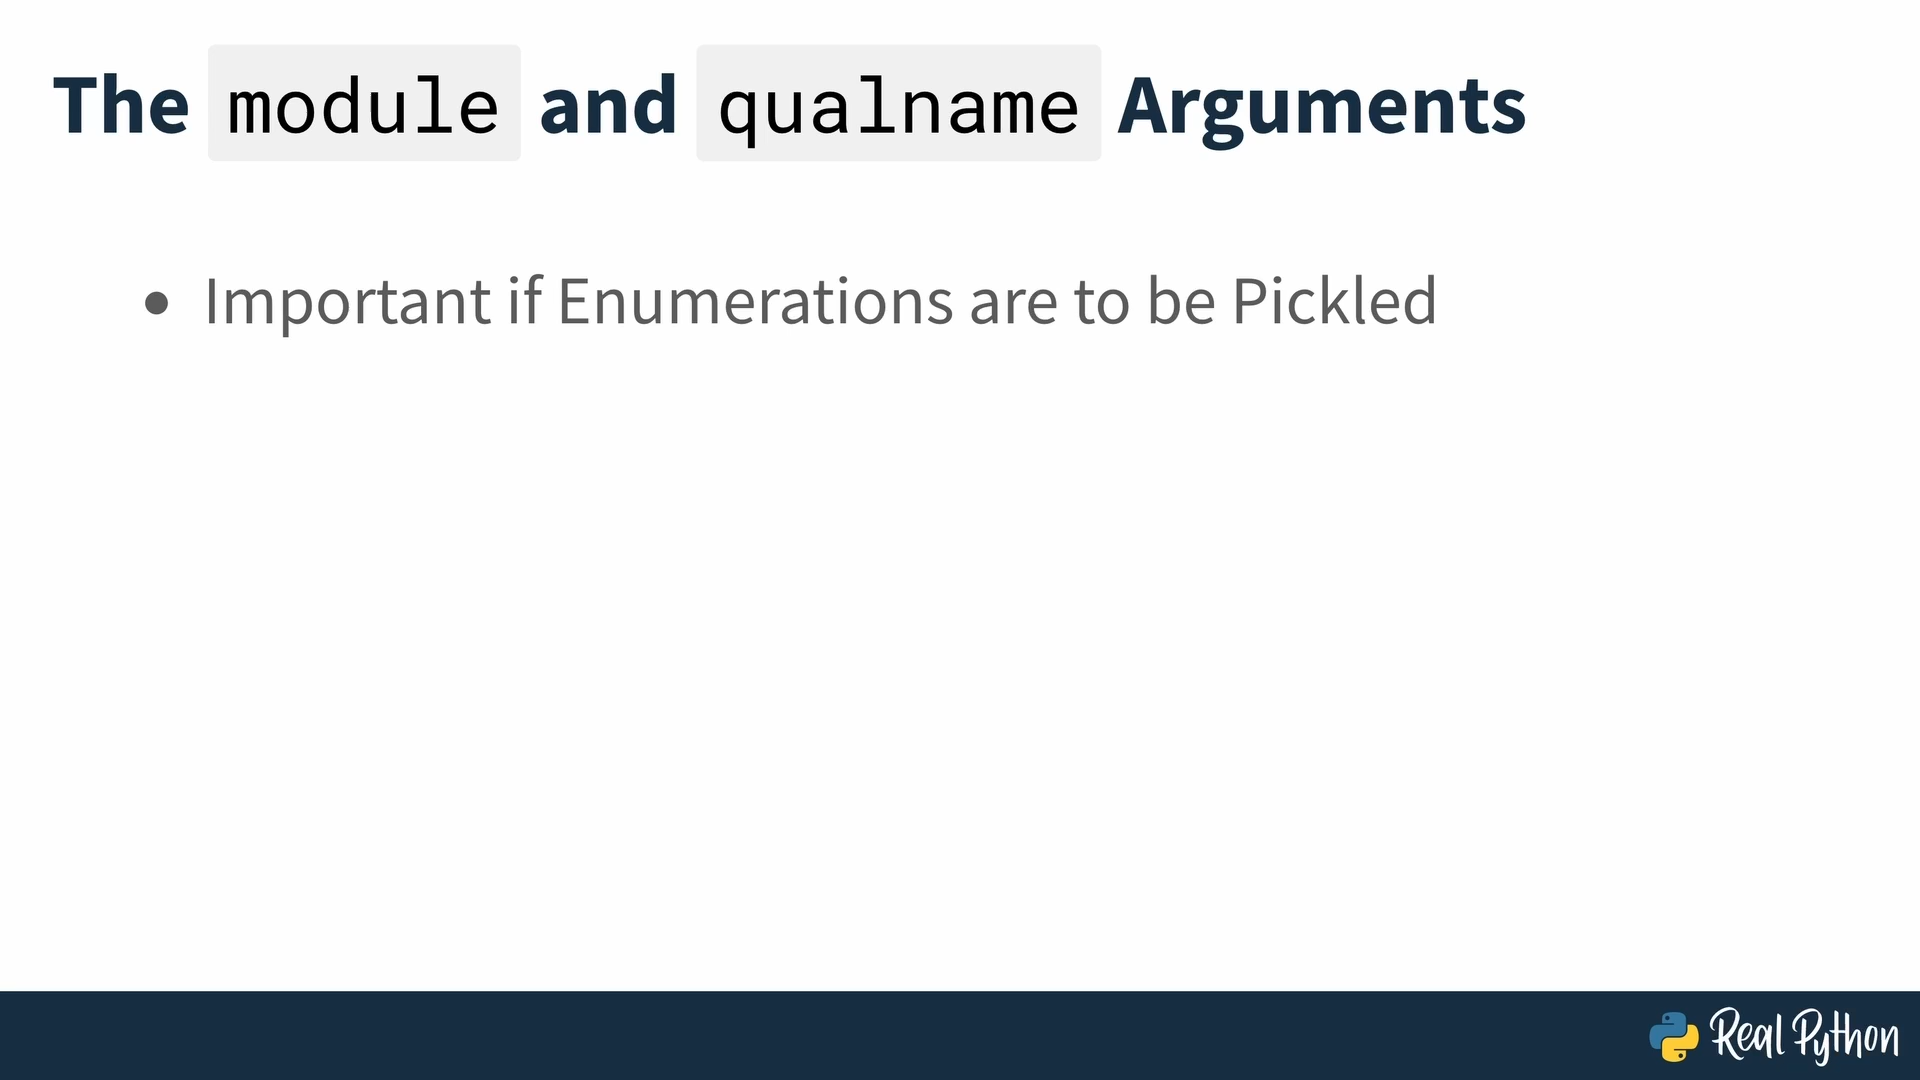 The module and qualname Arguments
• Important if Enumerations are to be Pickled
Real Python